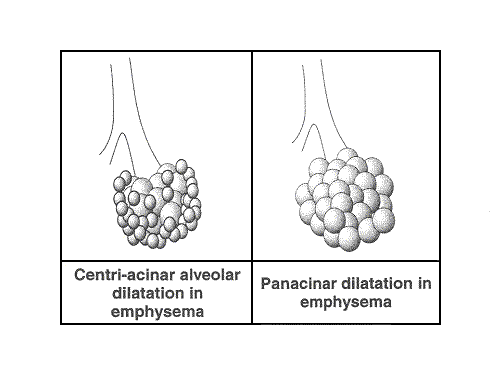 Centri-acinar alveolar
dilatation in
emphysema
Panacinar dilatation in
emphysema